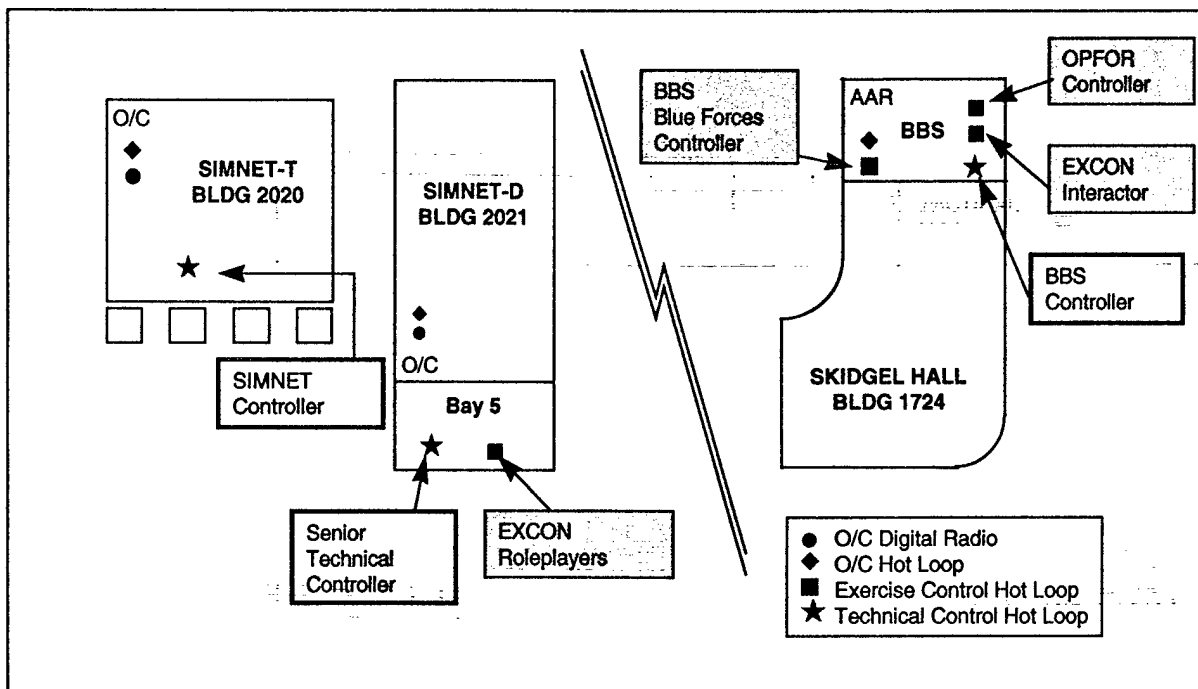 O/C
SIMNET-T
BLDG 2020
SIMNET
Controller
SIMNET-D
BLDG 2021
O/C
Bay 5
Senior
Technical
Controller
EXCON
Roleplayers
BBS
Blue Forces
Controller
AAR
BBS
OPFOR
Controller
EXCON
Interactor
BBS
Controller
SKIDGEL HALL
BLDG 1724
O/C Digital Radio
O/C Hot Loop
Exercise Control Hot Loop
Technical Control Hot Loop